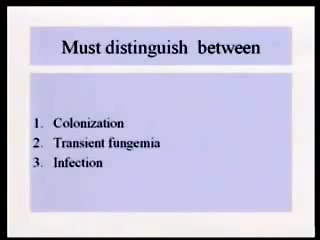 Must distinguish between
1. Colonization
2. Transient fungemia
3. Infection